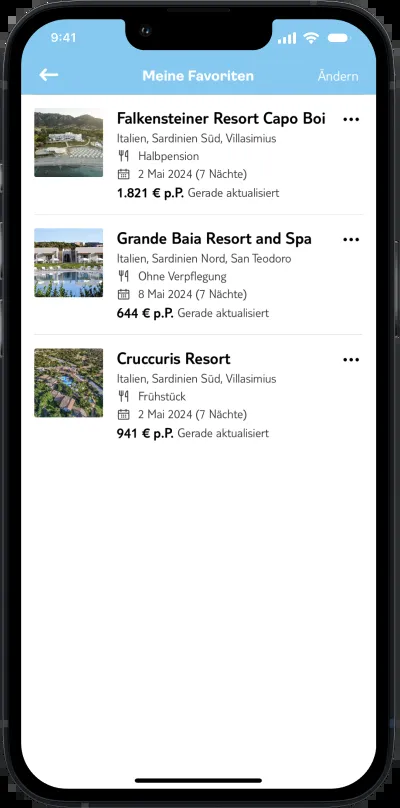 9:41
Meine Favoriten
Ändern
Falkensteiner Resort Capo Boi
Italien, Sardinien Süd, Villasimius
Halbpension
2 Mai 2024 (7 Nächte)
1.821 € p.P. Gerade aktualisiert
Grande Baia Resort and Spa
Italien, Sardinien Nord, San Teodoro
Ohne Verpflegung
8 Mai 2024 (7 Nächte)
644 € p.P. Gerade aktualisiert
Cruccuris Resort
Italien, Sardinien Süd, Villasimius
Frühstück
2 Mai 2024 (7 Nächte)
941 € p.P. Gerade aktualisiert